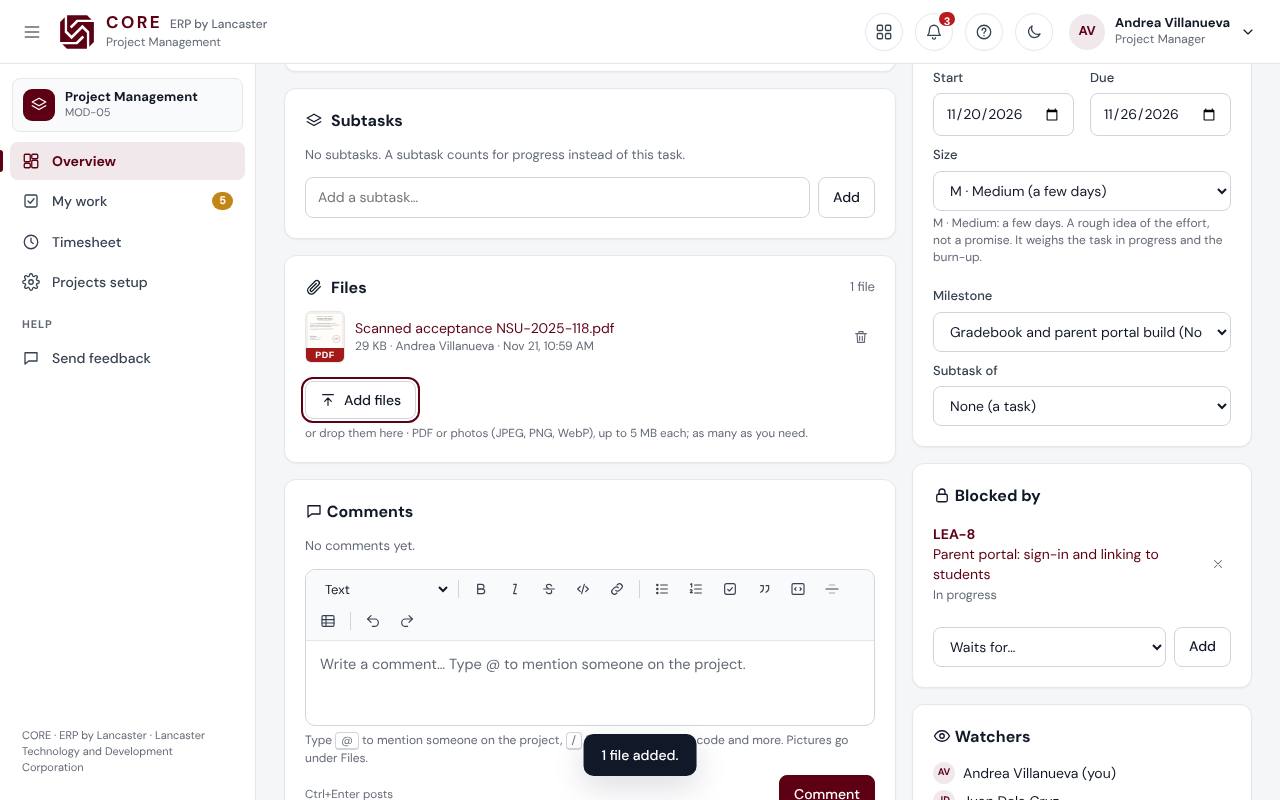 CORE ERP by Lancaster
Project Management
3
AV
Andrea Villanueva
Project Manager
Project Management
MOD-05
Overview
My work
5
Timesheet
Projects setup
HELP
Send feedback
CORE · ERP by Lancaster · Lancaster
Technology and Development
Corporation
Subtasks
No subtasks. A subtask counts for progress instead of this task.
Add a subtask…
Add
Files
1 file
Scanned acceptance NSU-2025-118.pdf
PDF
29 KB · Andrea Villanueva · Nov 21, 10:59 AM
Add files
or drop them here · PDF or photos (JPEG, PNG, WebP), up to 5 MB each; as many as you need.
Comments
No comments yet.
Text
Write a comment… Type @ to mention someone on the project.
Type @ to mention someone on the project, /
code and more. Pictures go
under Files.
1 file added.
Ctrl+Enter posts
Comment
Start
Due
11/20/2026
11/26/2026
Size
M · Medium (a few days)
M · Medium: a few days. A rough idea of the effort,
not a promise. It weighs the task in progress and the
burn-up.
Milestone
Gradebook and parent portal build (No
Subtask of
None (a task)
Blocked by
LEA-8
Parent portal: sign-in and linking to
students
In progress
Waits for…
Add
Watchers
AV
Andrea Villanueva (you)